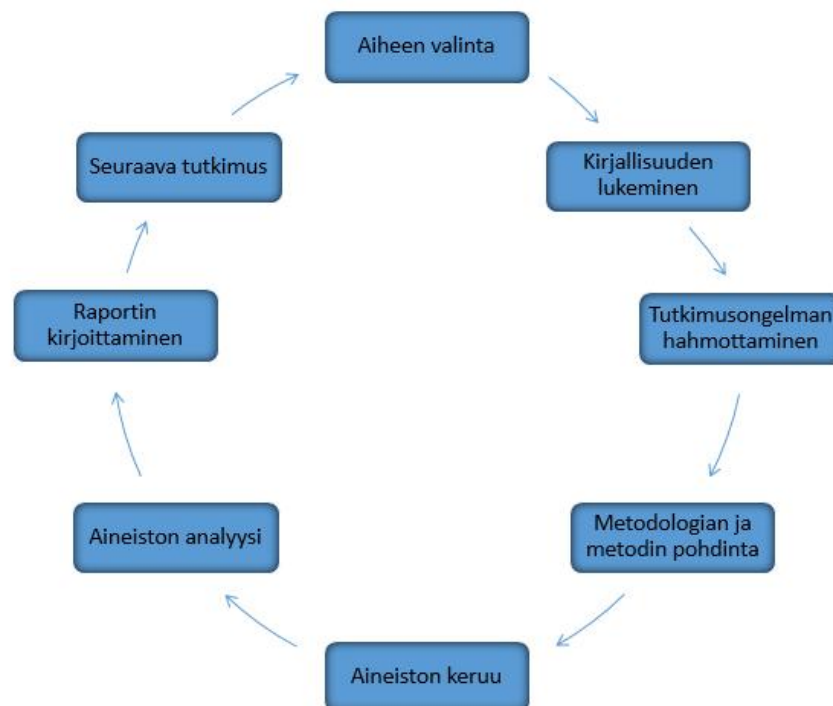 Aiheen valinta
Kirjallisuuden
lukeminen
Tutkimusongelman
hahmottaminen
Metodologian ja
metodin pohdinta
Aineiston keruu
Aineiston analyysi
Raportin
kirjoittaminen
Seuraava tutkimus